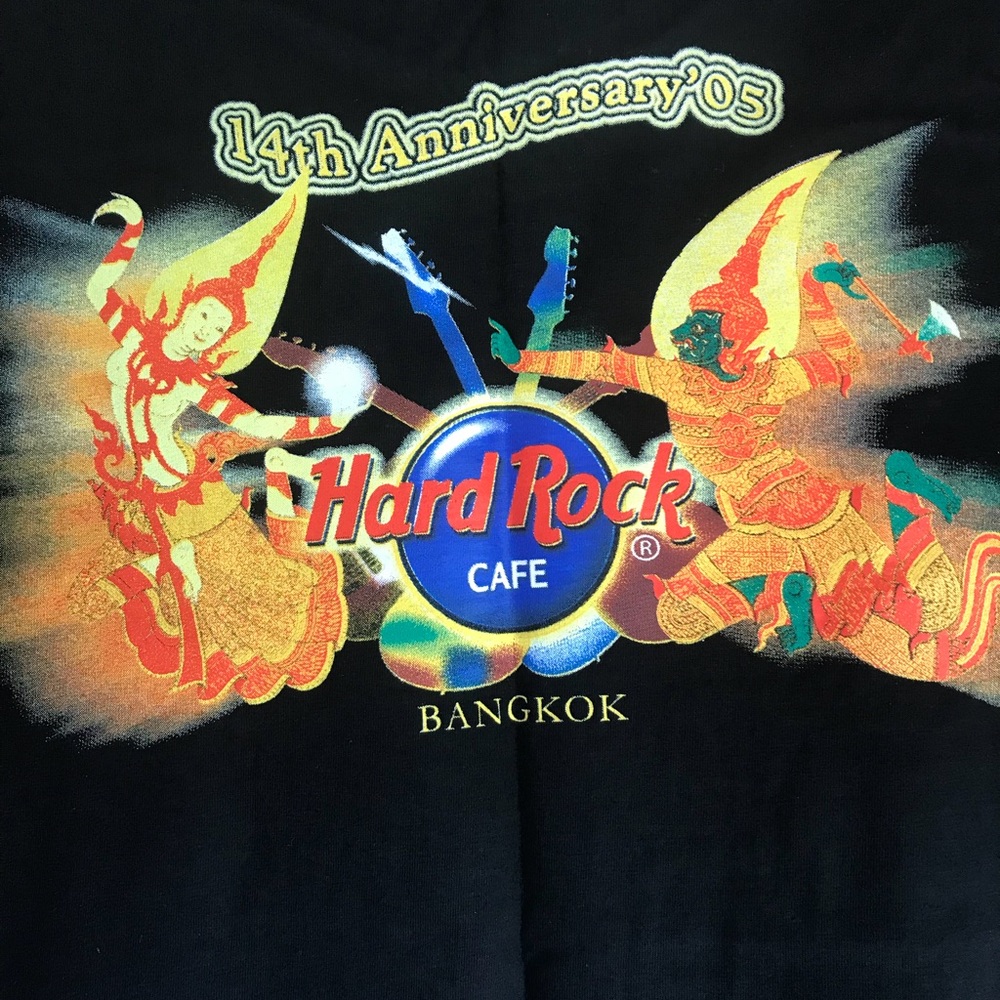 14th Anniversary'05
Hard Rock
®
CAFE
BANGKOK